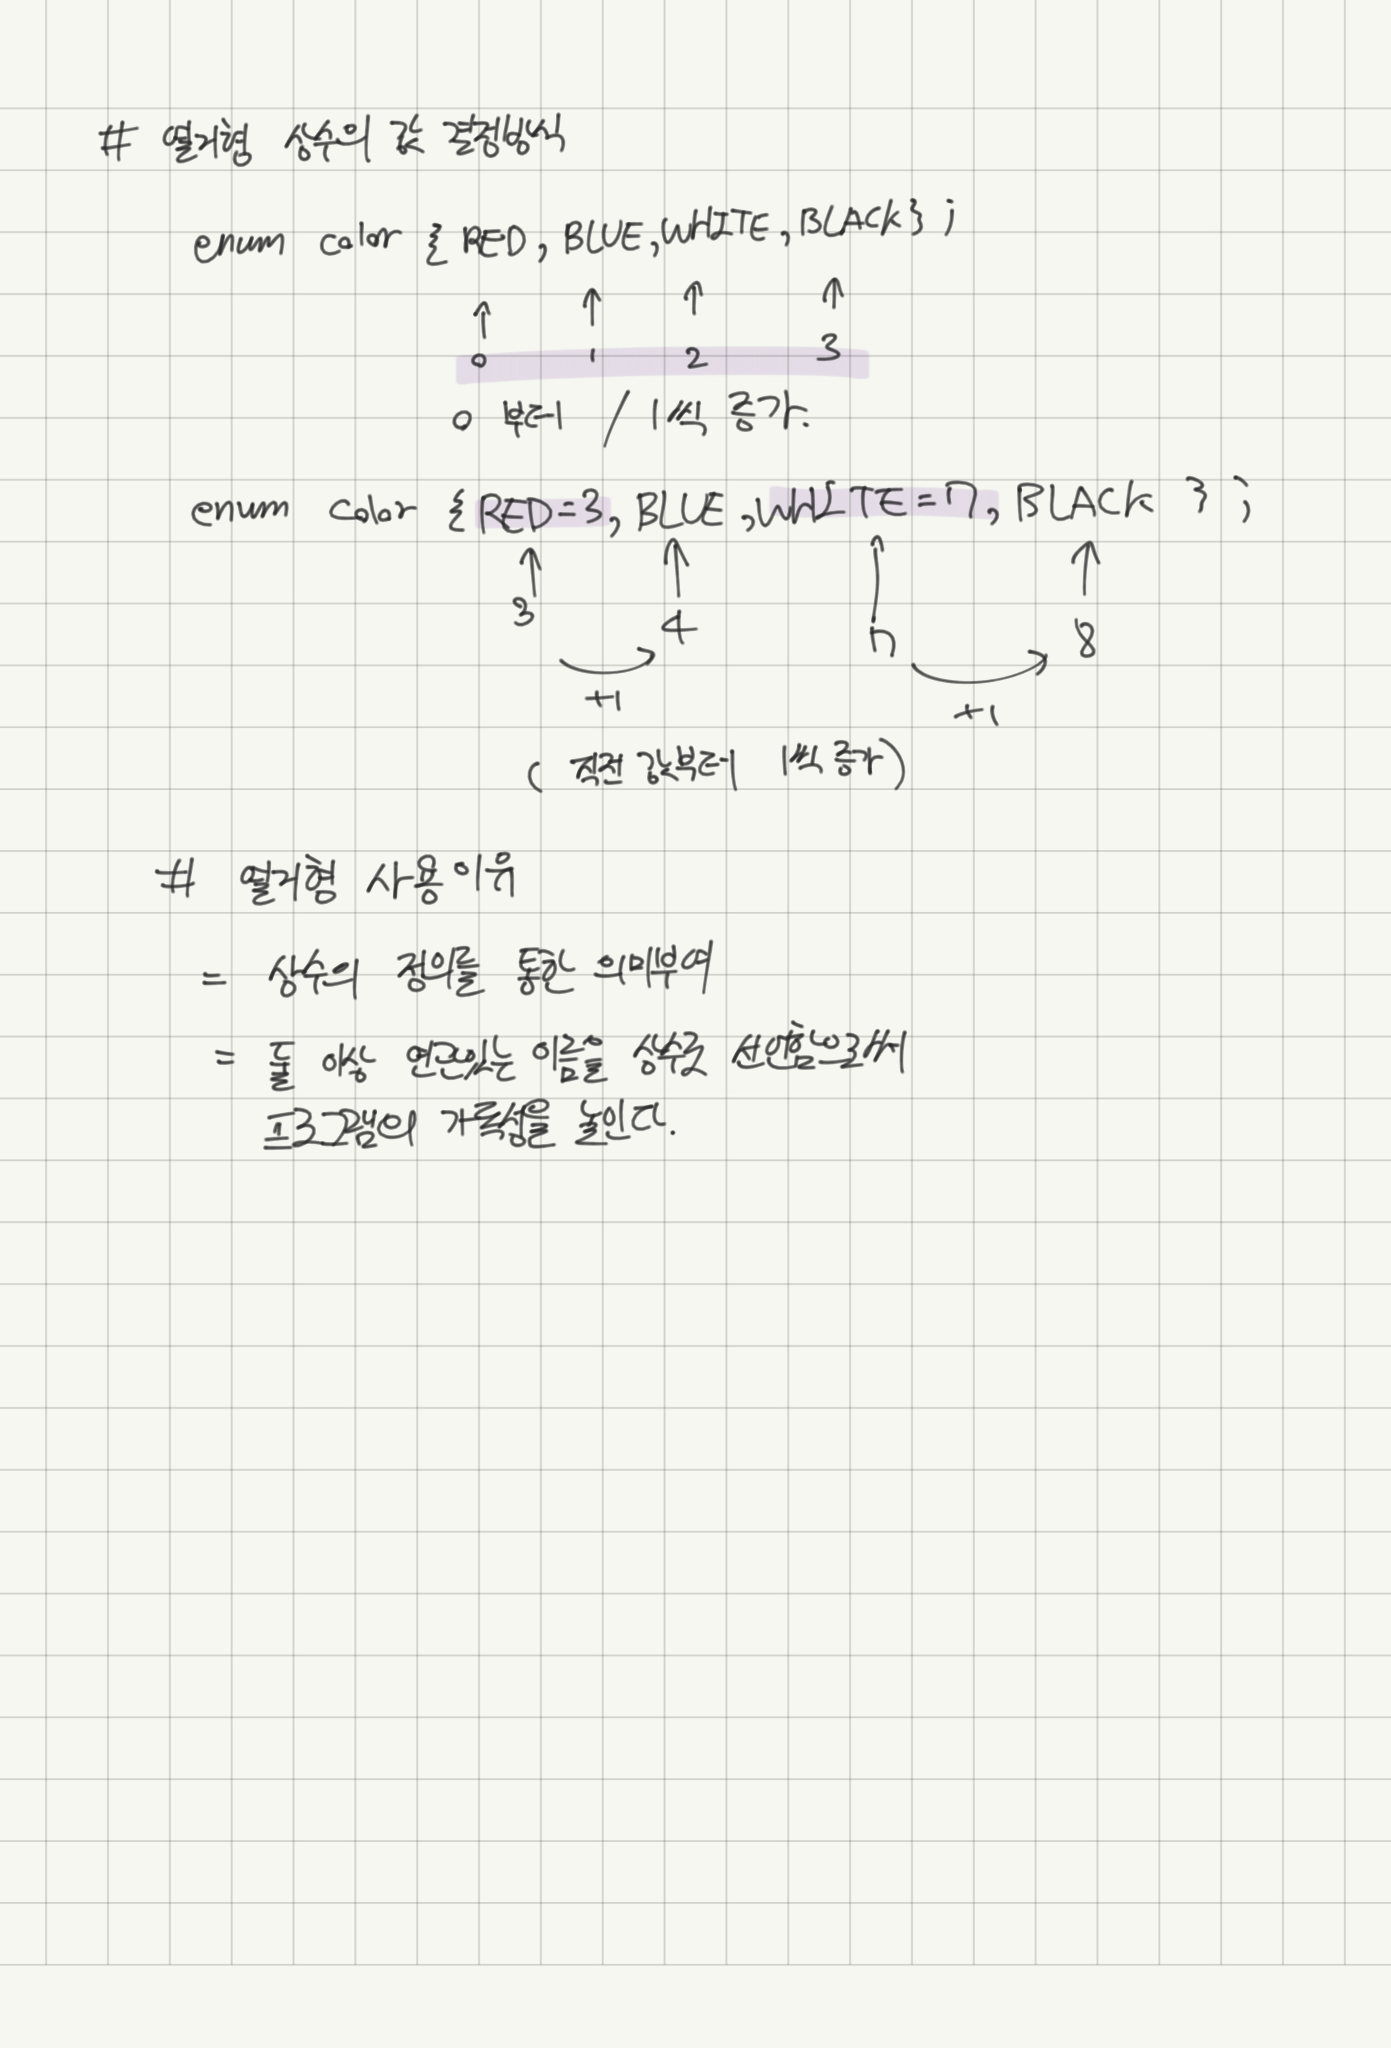 # 열거형 상수의 값 결정방식
enum color { RED, BLUE, WHITE, BLACK } ;
↑ ↑ ↑ ↑
0 1 2 3
0 부터 / 1씩 증가.
enum color { RED=3, BLUE, WHITE=7, BLACK } ;
↑ ↑ ↑ ↑
3 4 7 8
+1 +1
( 직전 값부터 1씩 증가)
# 열거형 사용이유
= 상수의 정의를 통한 의미부여
= 둘 이상 연관있는 이름을 상수로 선언함으로써
프로그램의 가독성을 높인다.